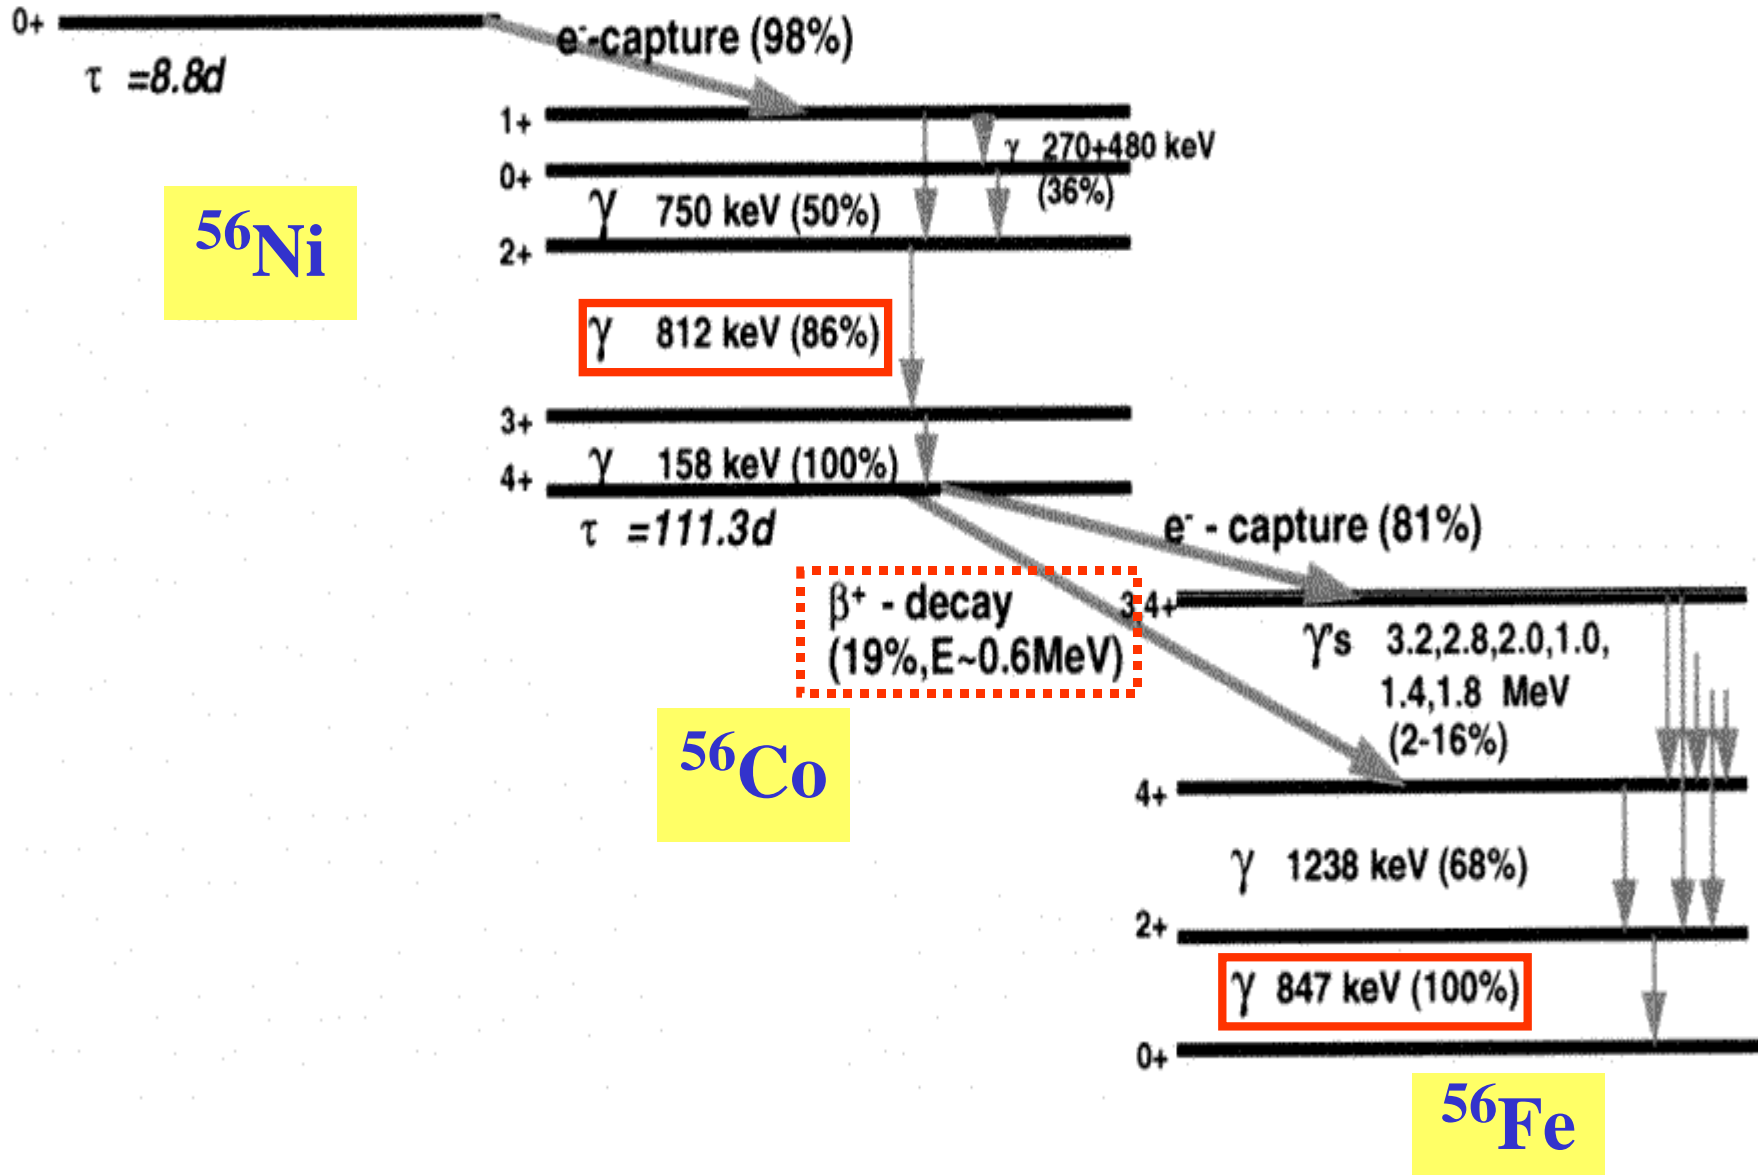 0+
e⁻-capture (98%)
τ =8.8d
1+
γ 270+480 keV
(36%)
0+
γ 750 keV (50%)
⁵⁶Ni
2+
γ 812 keV (86%)
3+
γ 158 keV (100%)
4+
τ =111.3d
e⁻ - capture (81%)
β⁺ - decay
(19%,E~0.6MeV)
3,4+
γ's 3.2,2.8,2.0,1.0,
1.4,1.8 MeV
(2-16%)
⁵⁶Co
4+
γ 1238 keV (68%)
2+
γ 847 keV (100%)
0+
⁵⁶Fe